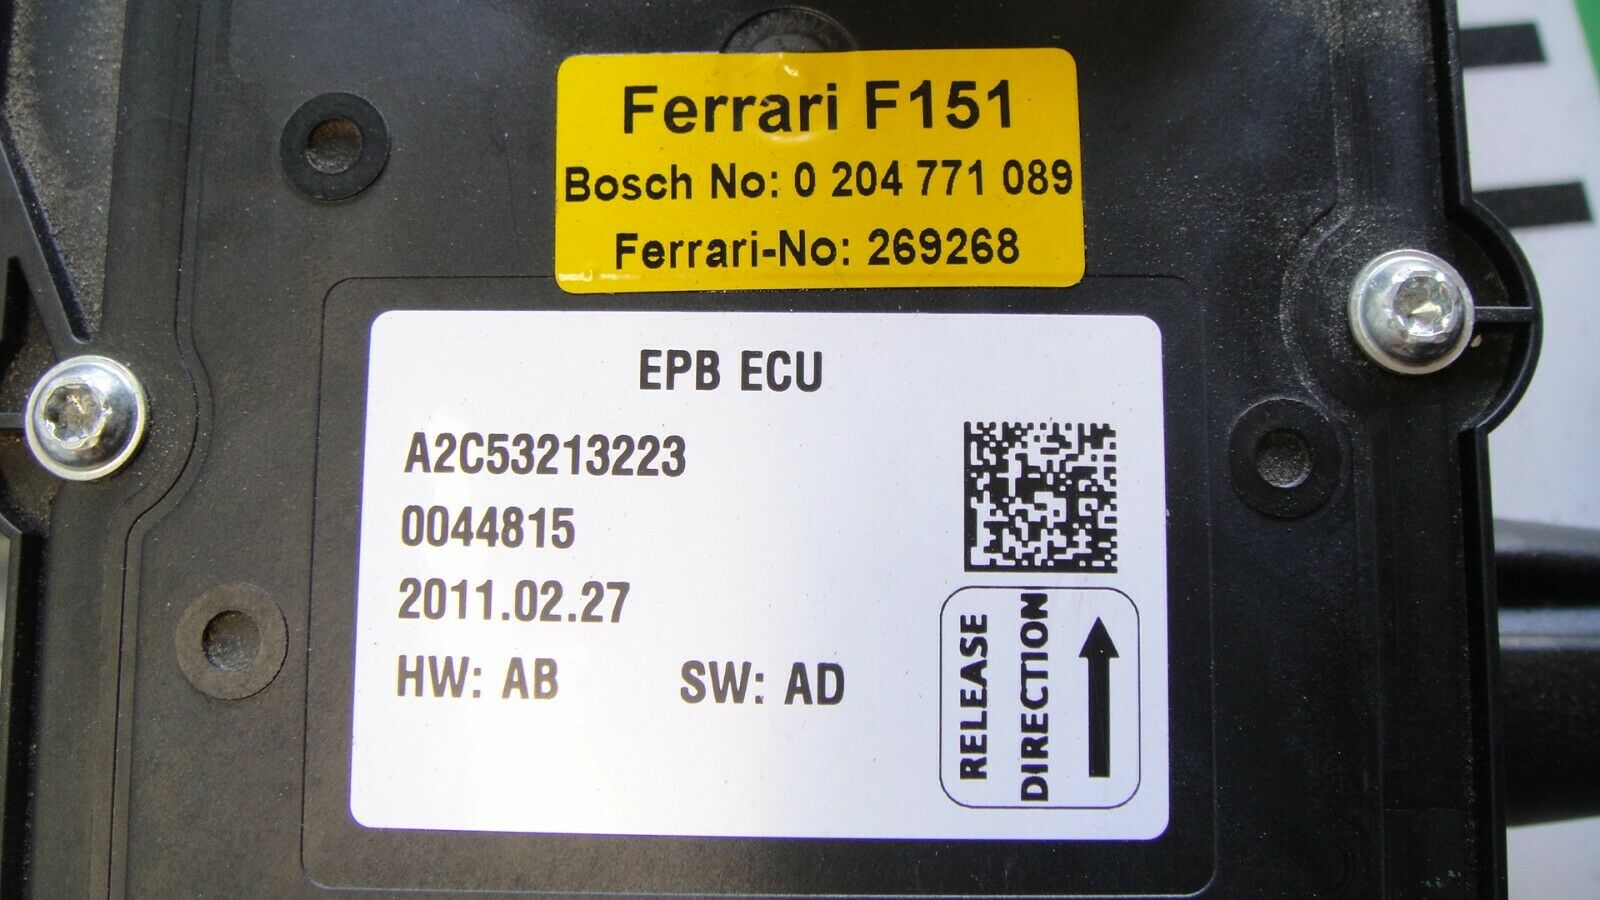 Ferrari F151
Bosch No: 0 204 771 089
Ferrari-No: 269268
EPB ECU
A2C53213223
0044815
2011.02.27
HW: AB SW: AD
RELEASE
DIRECTION